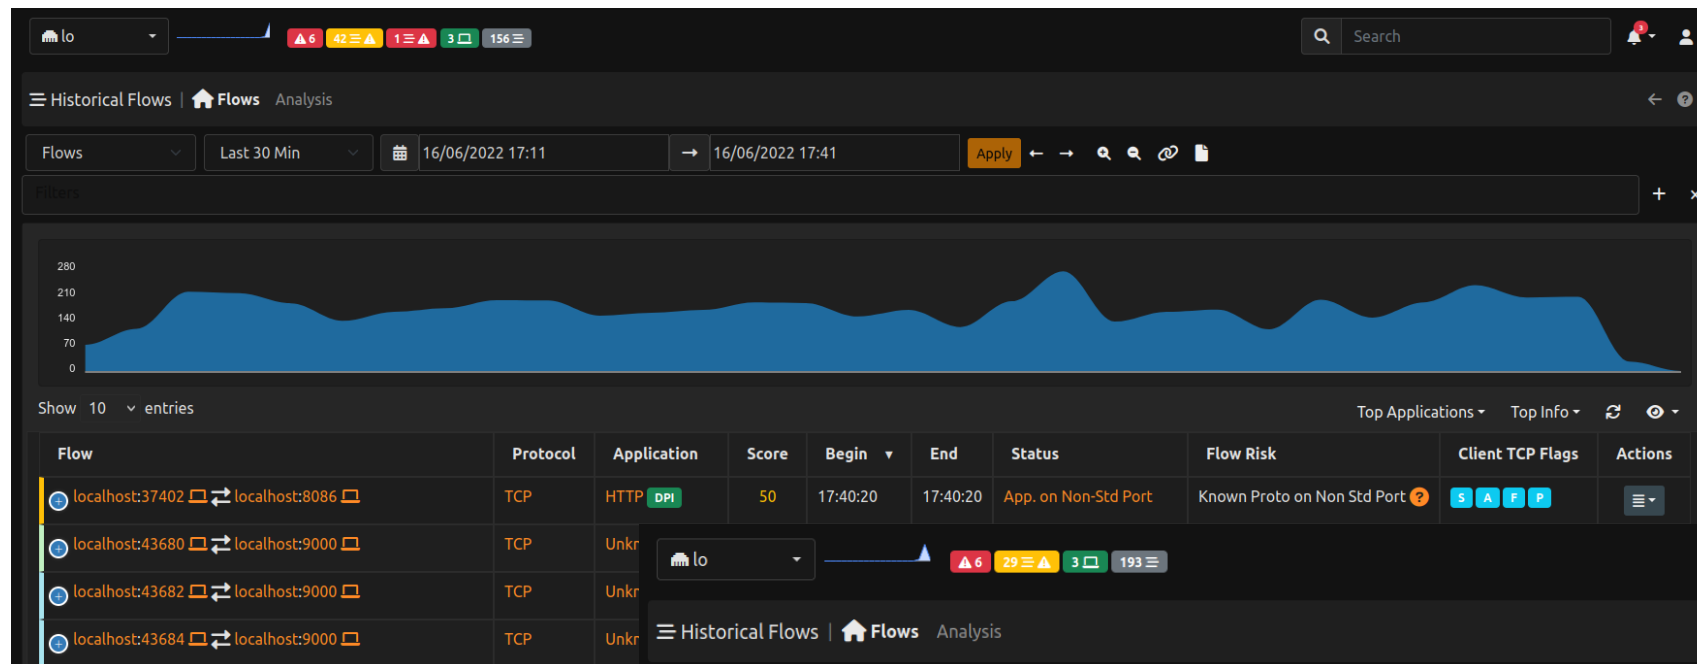 lo 6 42 1 3 156 Search 3
Historical Flows | Flows Analysis
Flows Last 30 Min 16/06/2022 17:11 → 16/06/2022 17:41 Apply ← →
Filters
280
210
140
70
0
Show 10 entries Top Applications Top Info
Flow Protocol Application Score Begin End Status Flow Risk Client TCP Flags Actions
localhost:37402 localhost:8086 TCP HTTP DPI 50 17:40:20 17:40:20 App. on Non-Std Port Known Proto on Non Std Port ? S A F P
localhost:43680 localhost:9000 TCP Unkn
localhost:43682 localhost:9000 TCP Unkn
localhost:43684 localhost:9000 TCP Unkn
lo 6 29 3 193
Historical Flows | Flows Analysis